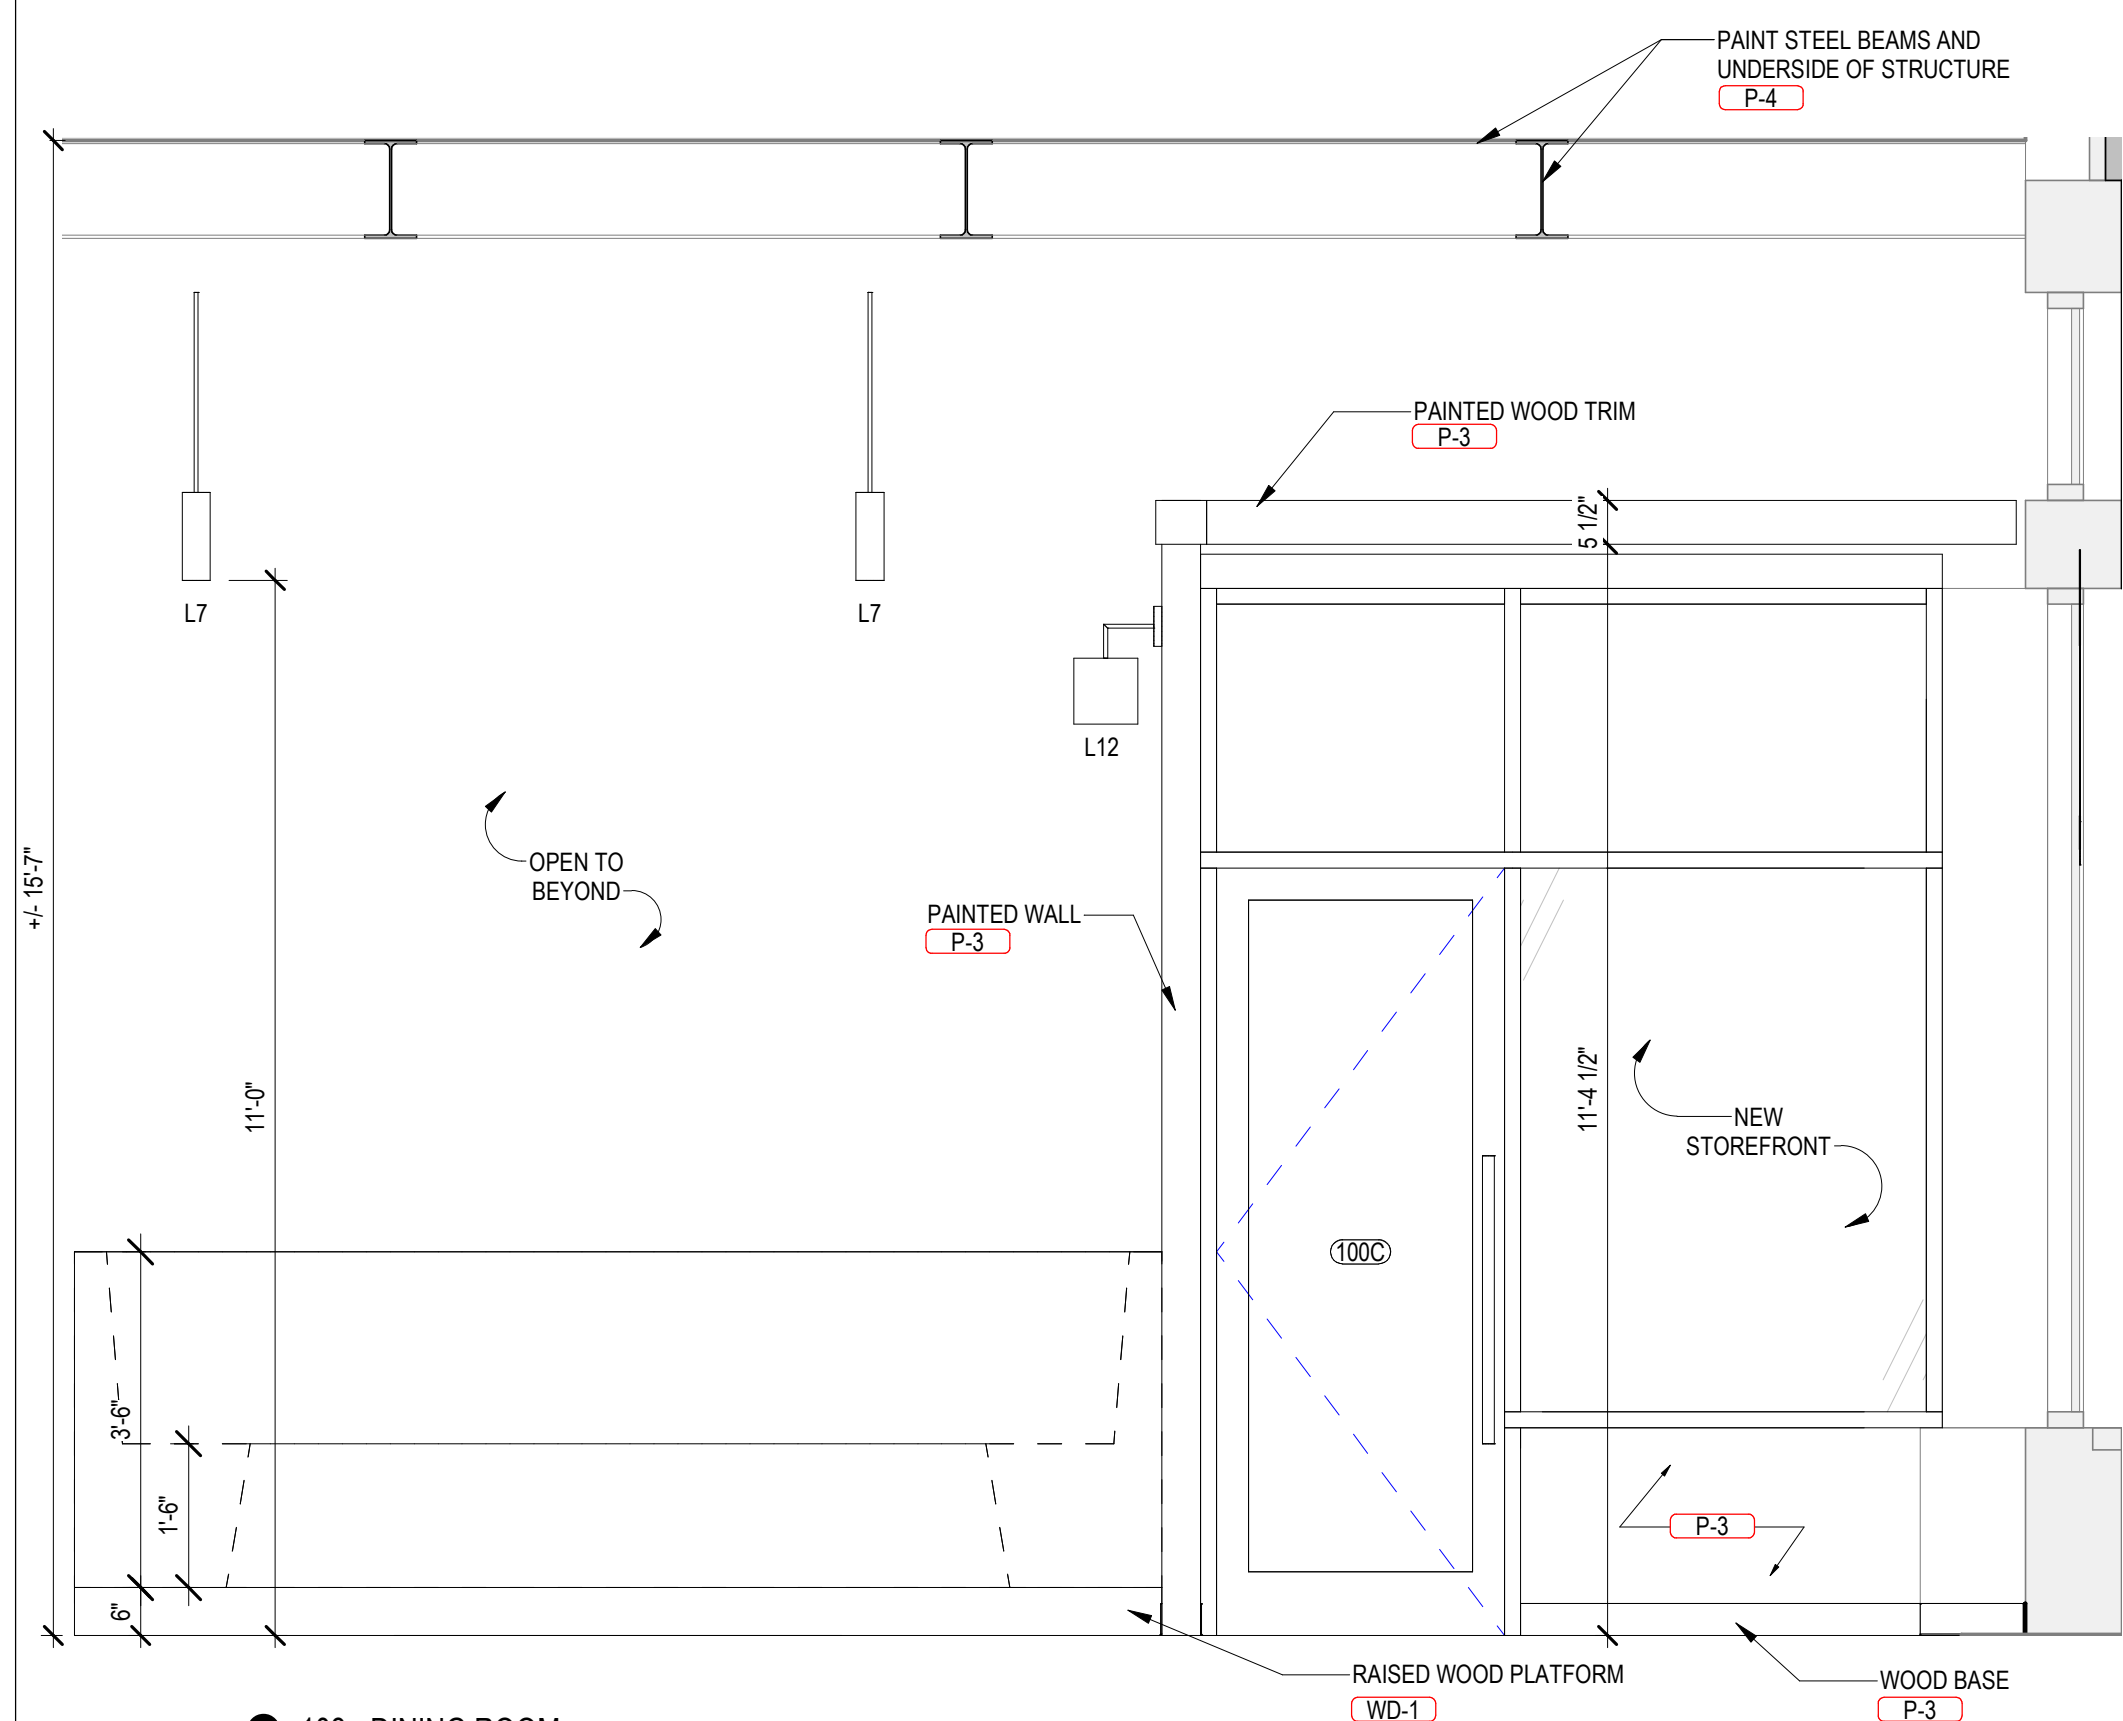 PAINT STEEL BEAMS AND
UNDERSIDE OF STRUCTURE
P-4
PAINTED WOOD TRIM
P-3
5 1/2"
L7
L7
L12
+/- 15'-7"
OPEN TO
BEYOND
PAINTED WALL
P-3
11'-0"
11'-4 1/2"
NEW
STOREFRONT
100C
3'-6"
1'-6"
P-3
6"
RAISED WOOD PLATFORM
WD-1
WOOD BASE
P-3